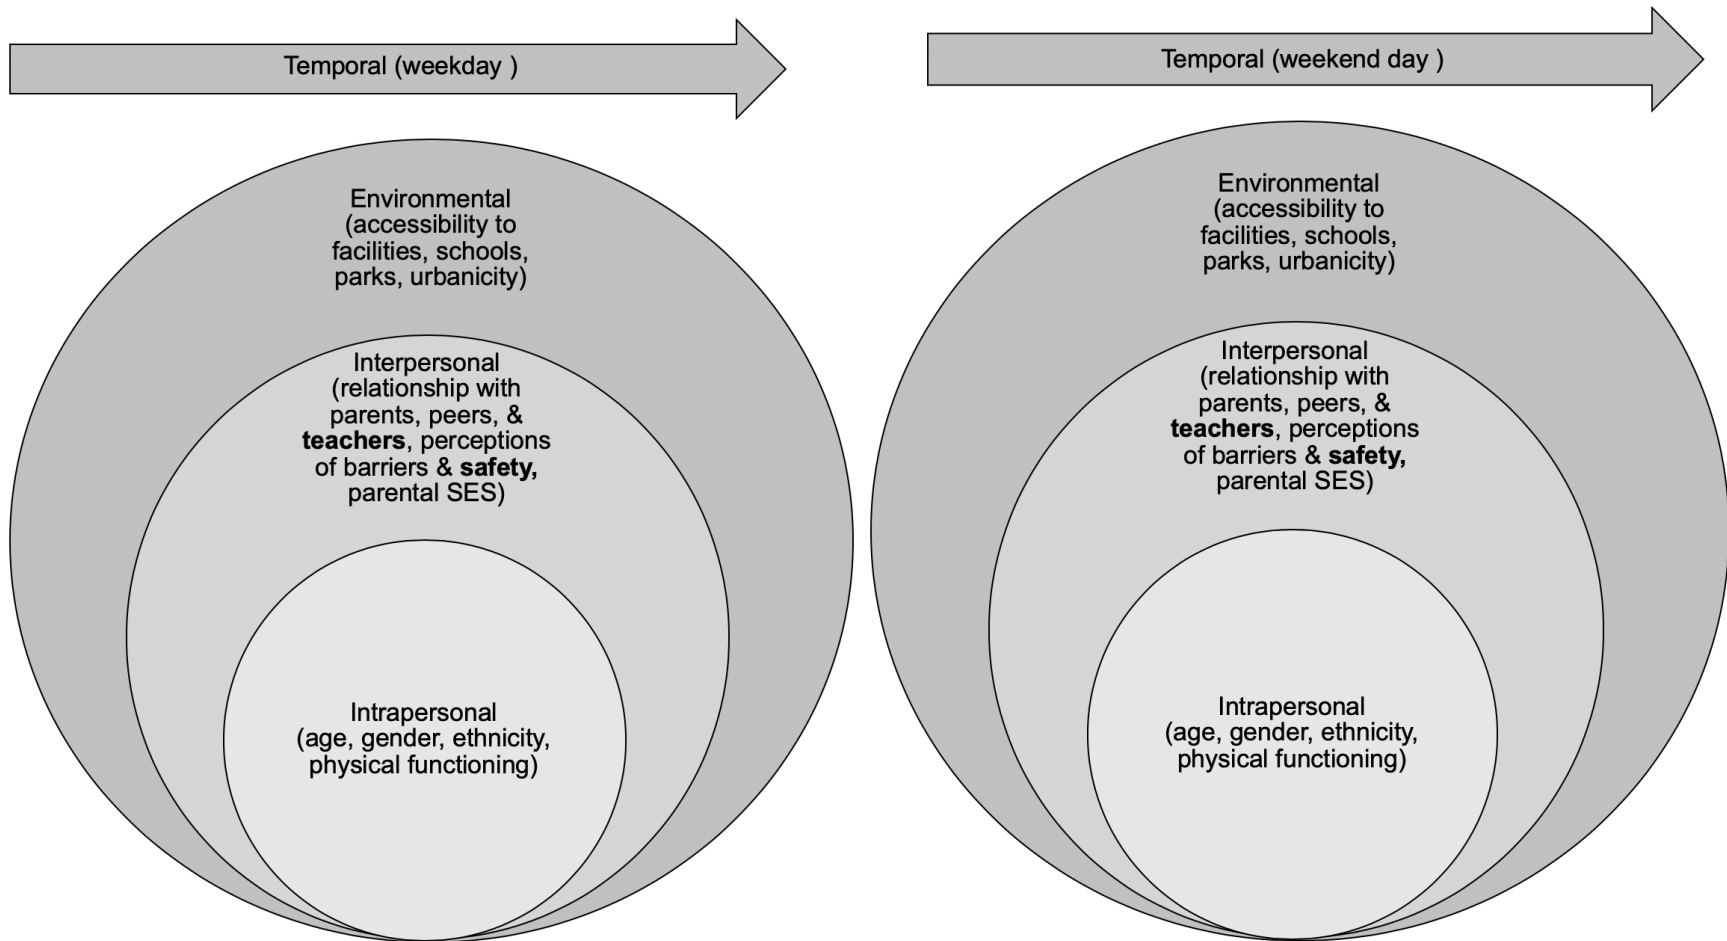 Temporal (weekday )
Environmental
(accessibility to
facilities, schools,
parks, urbanicity)
Interpersonal
(relationship with
parents, peers, &
teachers, perceptions
of barriers & safety,
parental SES)
Intrapersonal
(age, gender, ethnicity,
physical functioning)
Temporal (weekend day )
Environmental
(accessibility to
facilities, schools,
parks, urbanicity)
Interpersonal
(relationship with
parents, peers, &
teachers, perceptions
of barriers & safety,
parental SES)
Intrapersonal
(age, gender, ethnicity,
physical functioning)